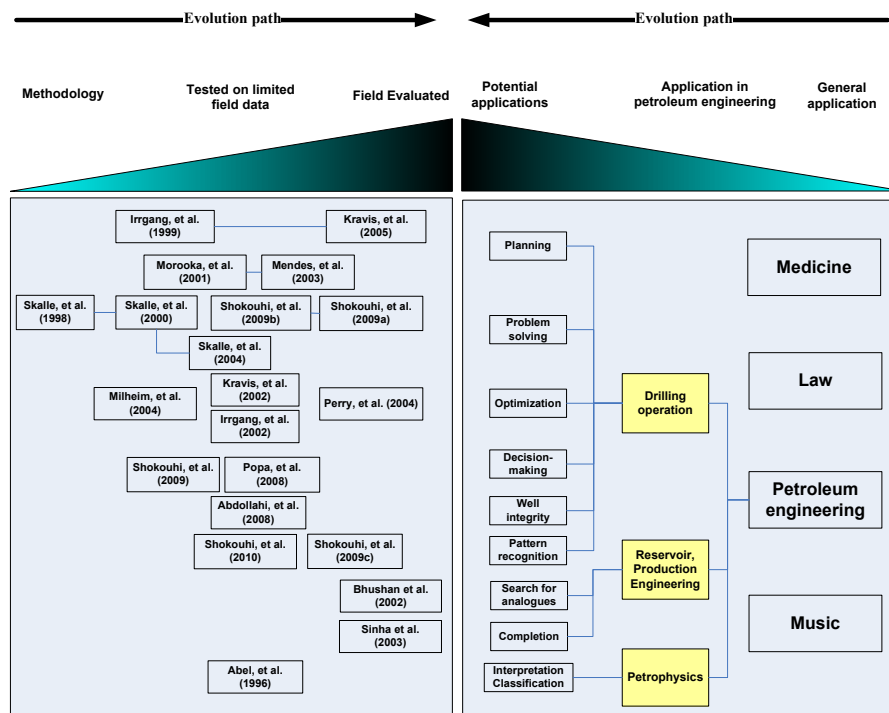 Evolution path
Evolution path
Methodology
Tested on limited
field data
Field Evaluated
Potential
applications
Application in
petroleum engineering
General
application
Irrgang, et al.
(1999)
Kravis, et al.
(2005)
Morooka, et al.
(2001)
Mendes, et al.
(2003)
Skalle, et al.
(1998)
Skalle, et al.
(2000)
Shokouhi, et al.
(2009b)
Shokouhi, et al.
(2009a)
Skalle, et al.
(2004)
Kravis, et al.
(2002)
Milheim, et al.
(2004)
Perry, et al. (2004)
Irrgang, et al.
(2002)
Shokouhi, et al.
(2009)
Popa, et al.
(2008)
Abdollahi, et al.
(2008)
Shokouhi, et al.
(2010)
Shokouhi, et al.
(2009c)
Bhushan et al.
(2002)
Sinha et al.
(2003)
Abel, et al.
(1996)
Planning
Problem
solving
Optimization
Decision-
making
Well
integrity
Pattern
recognition
Search for
analogues
Completion
Interpretation
Classification
Drilling
operation
Reservoir,
Production
Engineering
Petrophysics
Medicine
Law
Petroleum
engineering
Music